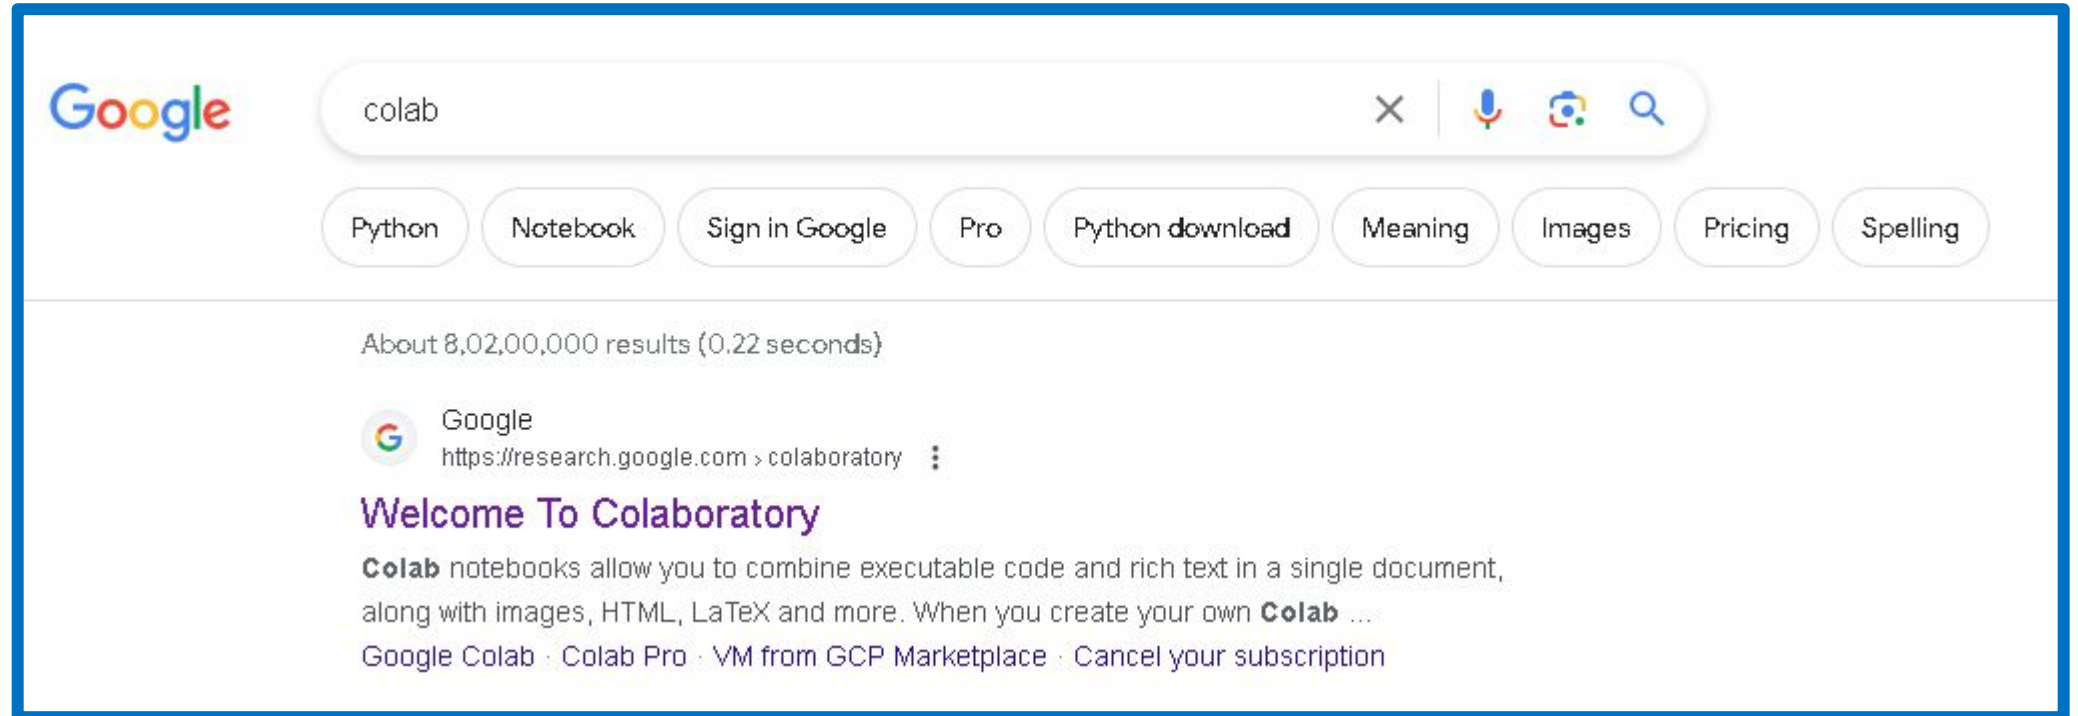 Google colab
Python Notebook Sign in Google Pro Python download Meaning Images Pricing Spelling
About 8,02,00,000 results (0.22 seconds)
G Google
https://research.google.com › colaboratory
Welcome To Colaboratory
Colab notebooks allow you to combine executable code and rich text in a single document,
along with images, HTML, LaTeX and more. When you create your own Colab ...
Google Colab · Colab Pro · VM from GCP Marketplace · Cancel your subscription